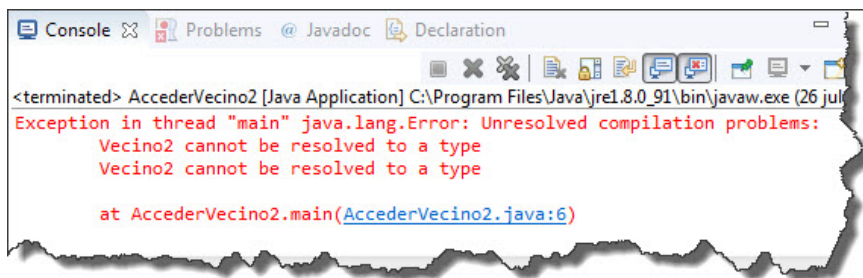 Console Problems @ Javadoc Declaration
<terminated> AccederVecino2 [Java Application] C:\Program Files\Java\jre1.8.0_91\bin\javaw.exe (26 jul
Exception in thread "main" java.lang.Error: Unresolved compilation problems:
Vecino2 cannot be resolved to a type
Vecino2 cannot be resolved to a type
at AccederVecino2.main(AccederVecino2.java:6)